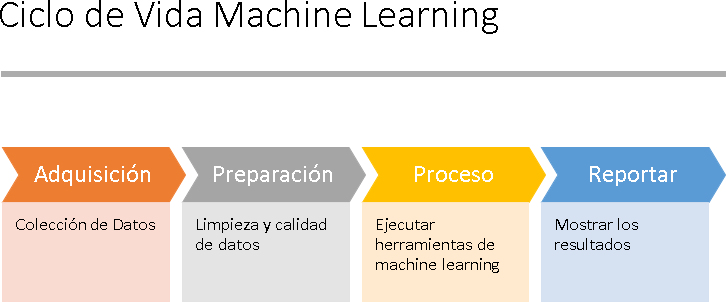 Ciclo de Vida Machine Learning
Adquisición
Colección de Datos
Preparación
Limpieza y calidad
de datos
Proceso
Ejecutar
herramientas de
machine learning
Reportar
Mostrar los
resultados